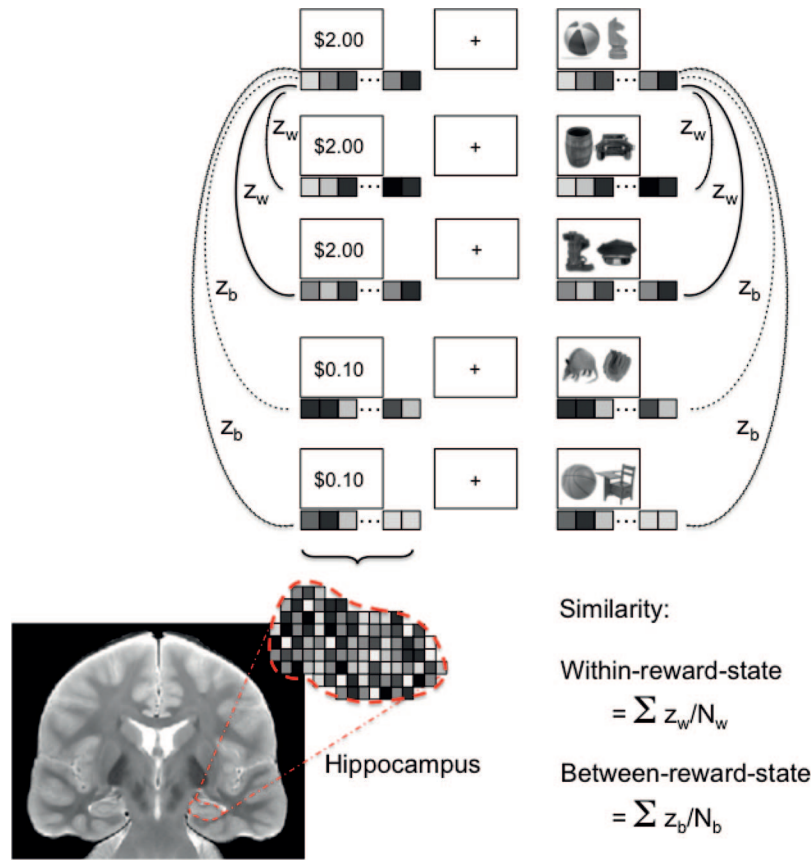 $2.00
+
z_w
$2.00
+
z_w
z_w
z_w
$2.00
+
z_b
z_b
$0.10
+
z_b
z_b
$0.10
+
Similarity:
Within-reward-state
= Σ z_w/N_w
Hippocampus
Between-reward-state
= Σ z_b/N_b